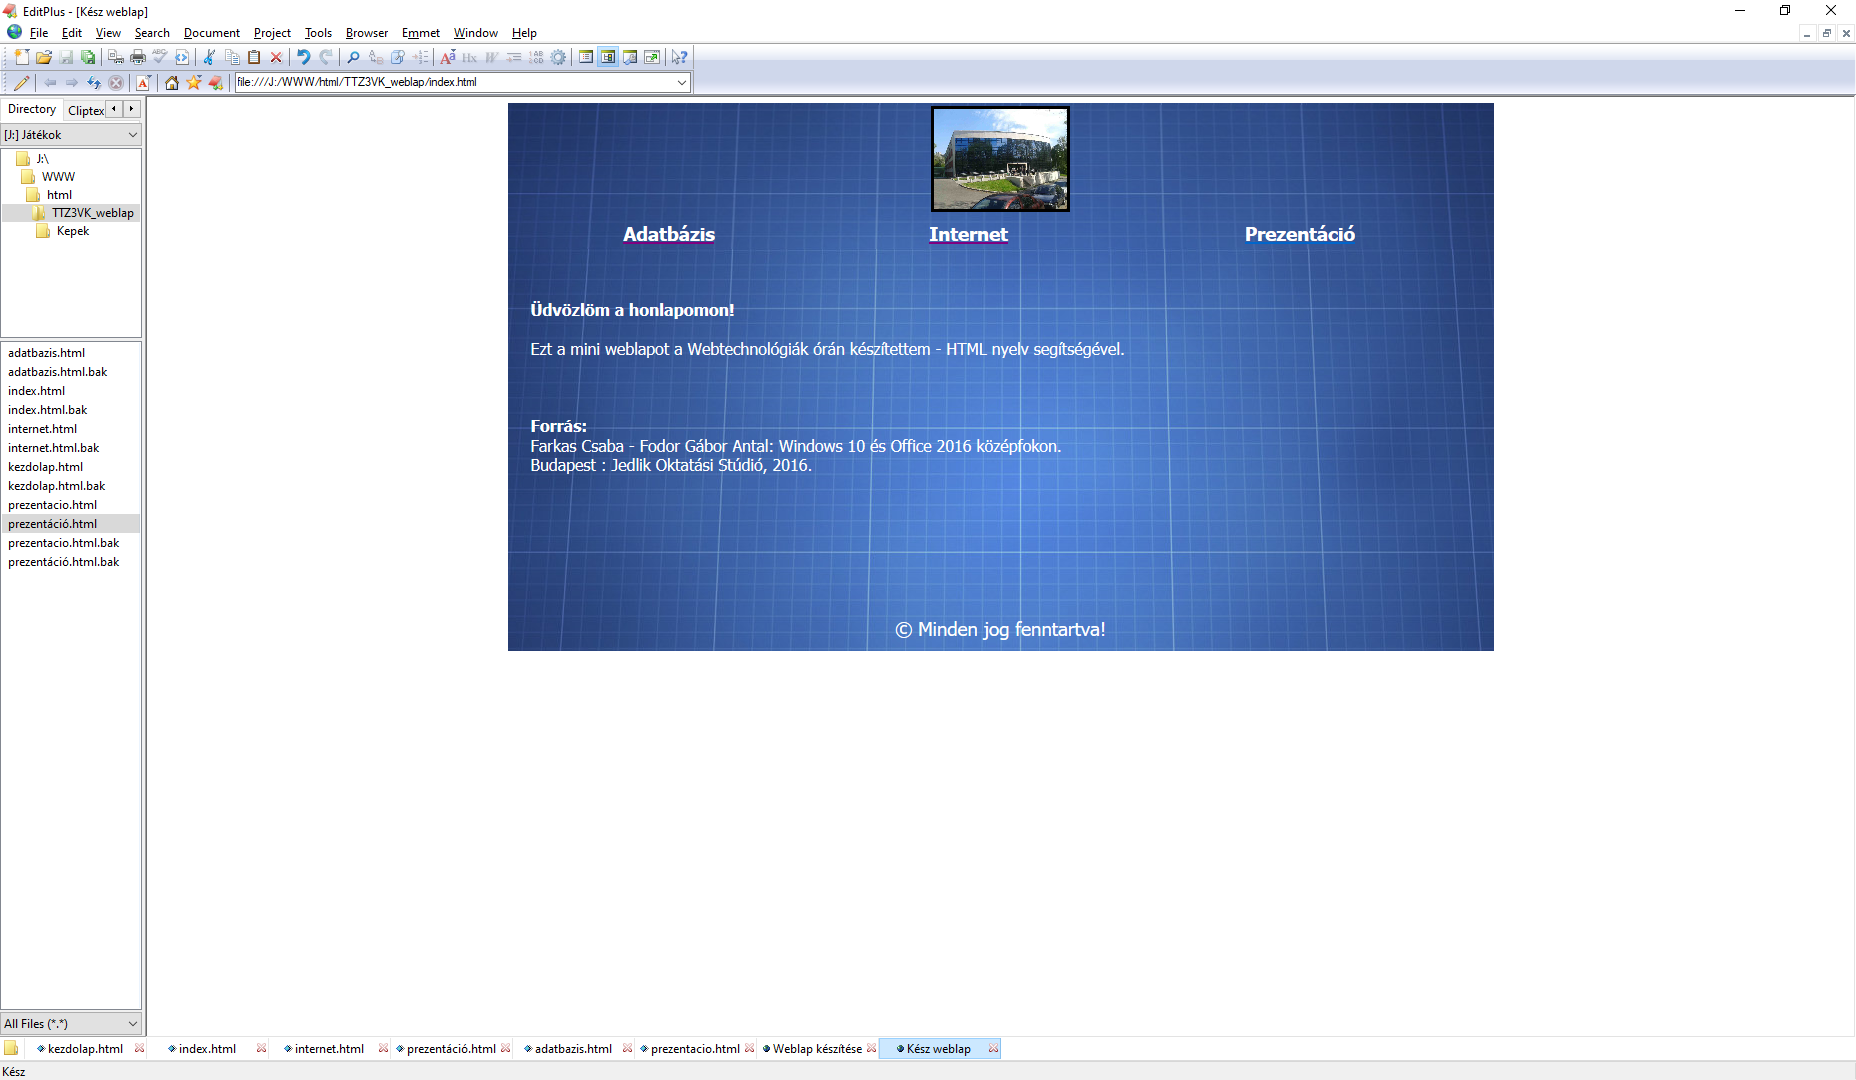 EditPlus - [Kész weblap]
File Edit View Search Document Project Tools Browser Emmet Window Help
file:///J:/WWW/html/TTZ3VK_weblap/index.html
Directory Cliptex
[J:] Játékok
J:\
WWW
html
TTZ3VK_weblap
Kepek
adatbazis.html
adatbazis.html.bak
index.html
index.html.bak
internet.html
internet.html.bak
kezdolap.html
kezdolap.html.bak
prezentacio.html
prezentáció.html
prezentacio.html.bak
prezentáció.html.bak
All Files (*.*)
Adatbázis Internet Prezentáció
Üdvözlöm a honlapomon!
Ezt a mini weblapot a Webtechnológiák órán készítettem - HTML nyelv segítségével.
Forrás:
Farkas Csaba - Fodor Gábor Antal: Windows 10 és Office 2016 középfokon.
Budapest : Jedlik Oktatási Stúdió, 2016.
© Minden jog fenntartva!
kezdolap.html index.html internet.html prezentáció.html adatbazis.html prezentacio.html Weblap készítése Kész weblap
Kész